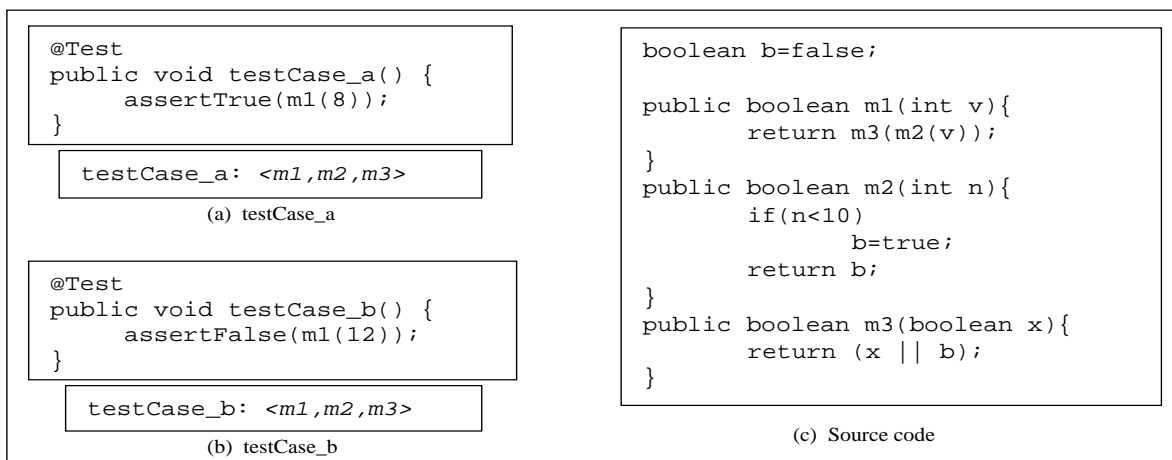 @Test
public void testCase_a() {
assertTrue(m1(8));
}
testCase_a: <m1,m2,m3>
(a) testCase_a
@Test
public void testCase_b() {
assertFalse(m1(12));
}
testCase_b: <m1,m2,m3>
(b) testCase_b
boolean b=false;
public boolean m1(int v){
return m3(m2(v));
}
public boolean m2(int n){
if(n<10)
b=true;
return b;
}
public boolean m3(boolean x){
return (x || b);
}
(c) Source code